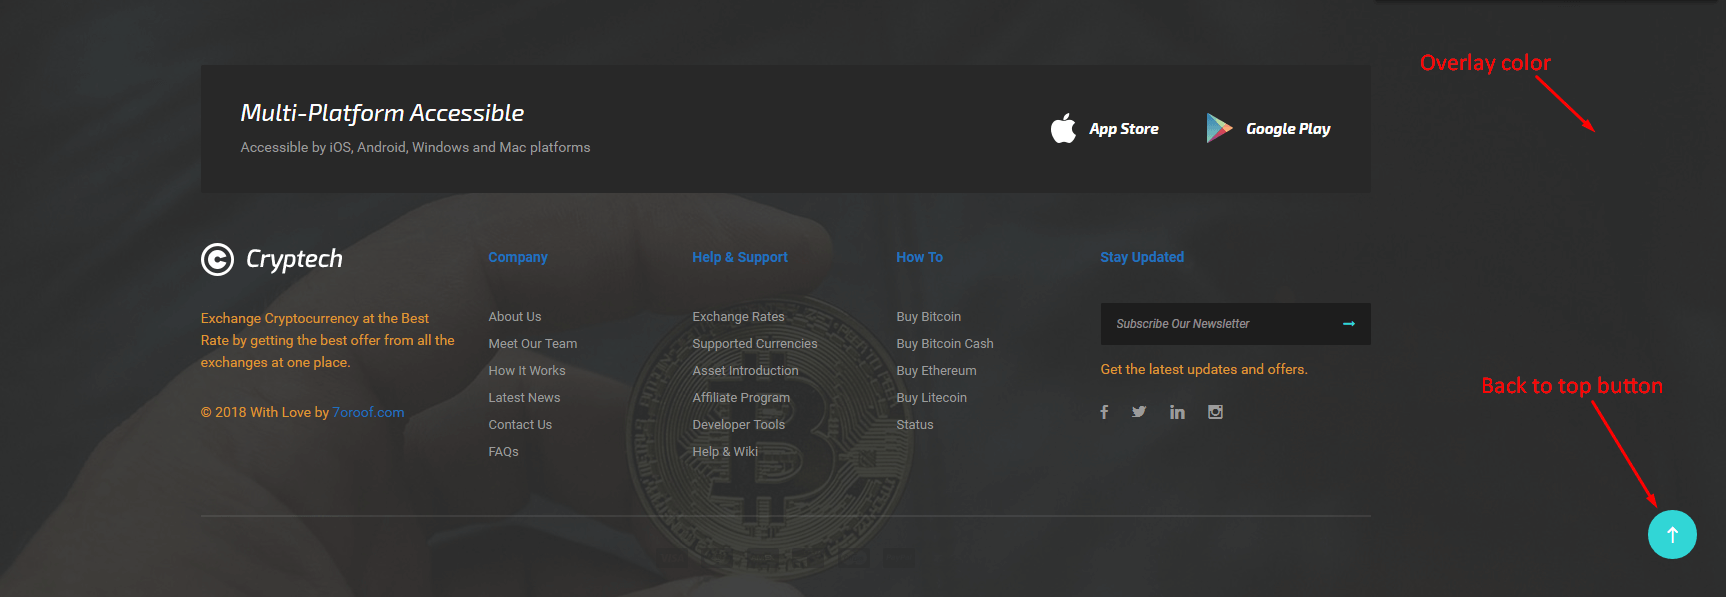 Overlay color
Multi-Platform Accessible
Accessible by iOS, Android, Windows and Mac platforms
App Store
Google Play
Cryptech
Exchange Cryptocurrency at the Best
Rate by getting the best offer from all the
exchanges at one place.
© 2018 With Love by 7oroof.com
Company
About Us
Meet Our Team
How It Works
Latest News
Contact Us
FAQs
Help & Support
Exchange Rates
Supported Currencies
Asset Introduction
Affiliate Program
Developer Tools
Help & Wiki
How To
Buy Bitcoin
Buy Bitcoin Cash
Buy Ethereum
Buy Litecoin
Status
Stay Updated
Subscribe Our Newsletter
Get the latest updates and offers.
Back to top button